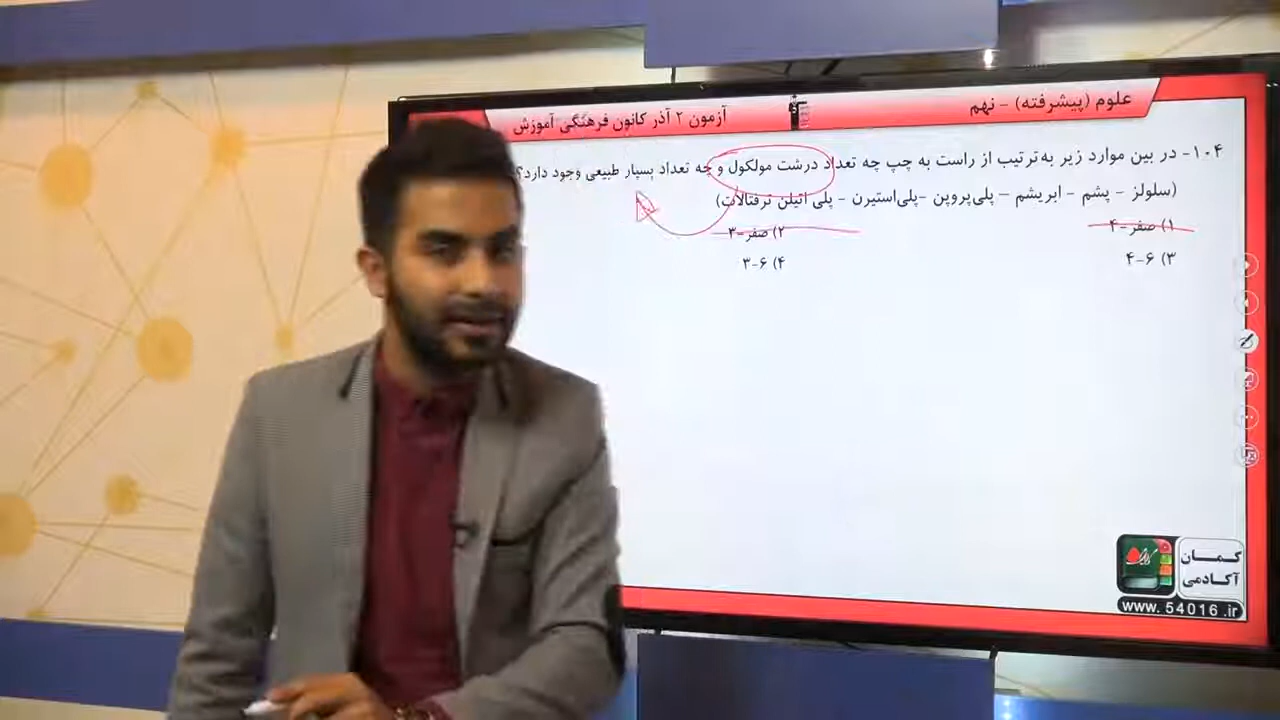 علوم (پیشرفته) - نهم
آزمون ۲ آذر کانون فرهنگی آموزش
۱۰۴- در بین موارد زیر به‌ترتیب از راست به چپ چه تعداد درشت مولکول و چه تعداد بسپار طبیعی وجود دارد؟
(سلولز - پشم - ابریشم - پلی‌پروپن -پلی‌استیرن - پلی اتیلن ترفتالات)
۱) صفر-۴
۲) صفر-۳
۳) ۶-۴
۴) ۶-۳
کمان
آکادمی
www.54016.ir